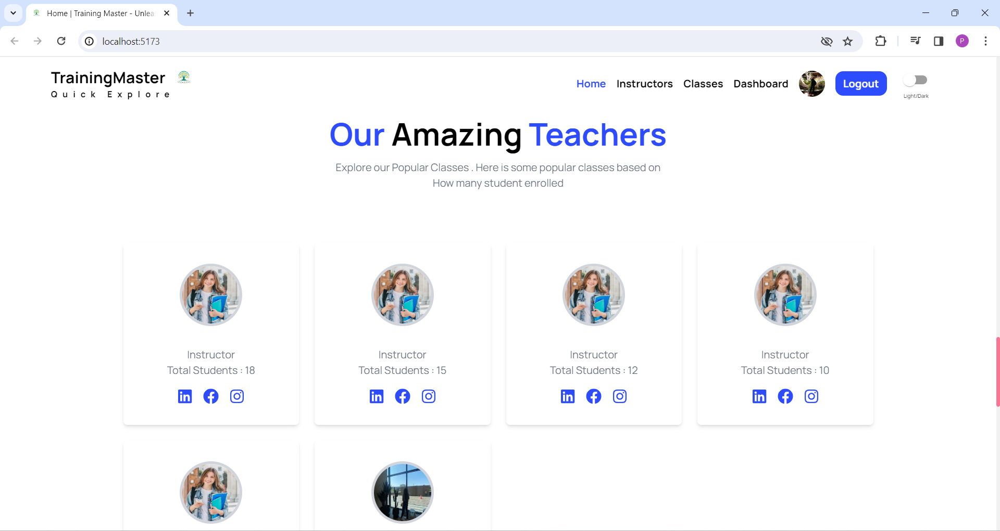 Home | Training Master - Unlea
localhost:5173
P
TrainingMaster
Quick Explore
Home Instructors Classes Dashboard Logout
Light/Dark
Our Amazing Teachers
Explore our Popular Classes . Here is some popular classes based on
How many student enrolled
Instructor
Total Students : 18
Instructor
Total Students : 15
Instructor
Total Students : 12
Instructor
Total Students : 10